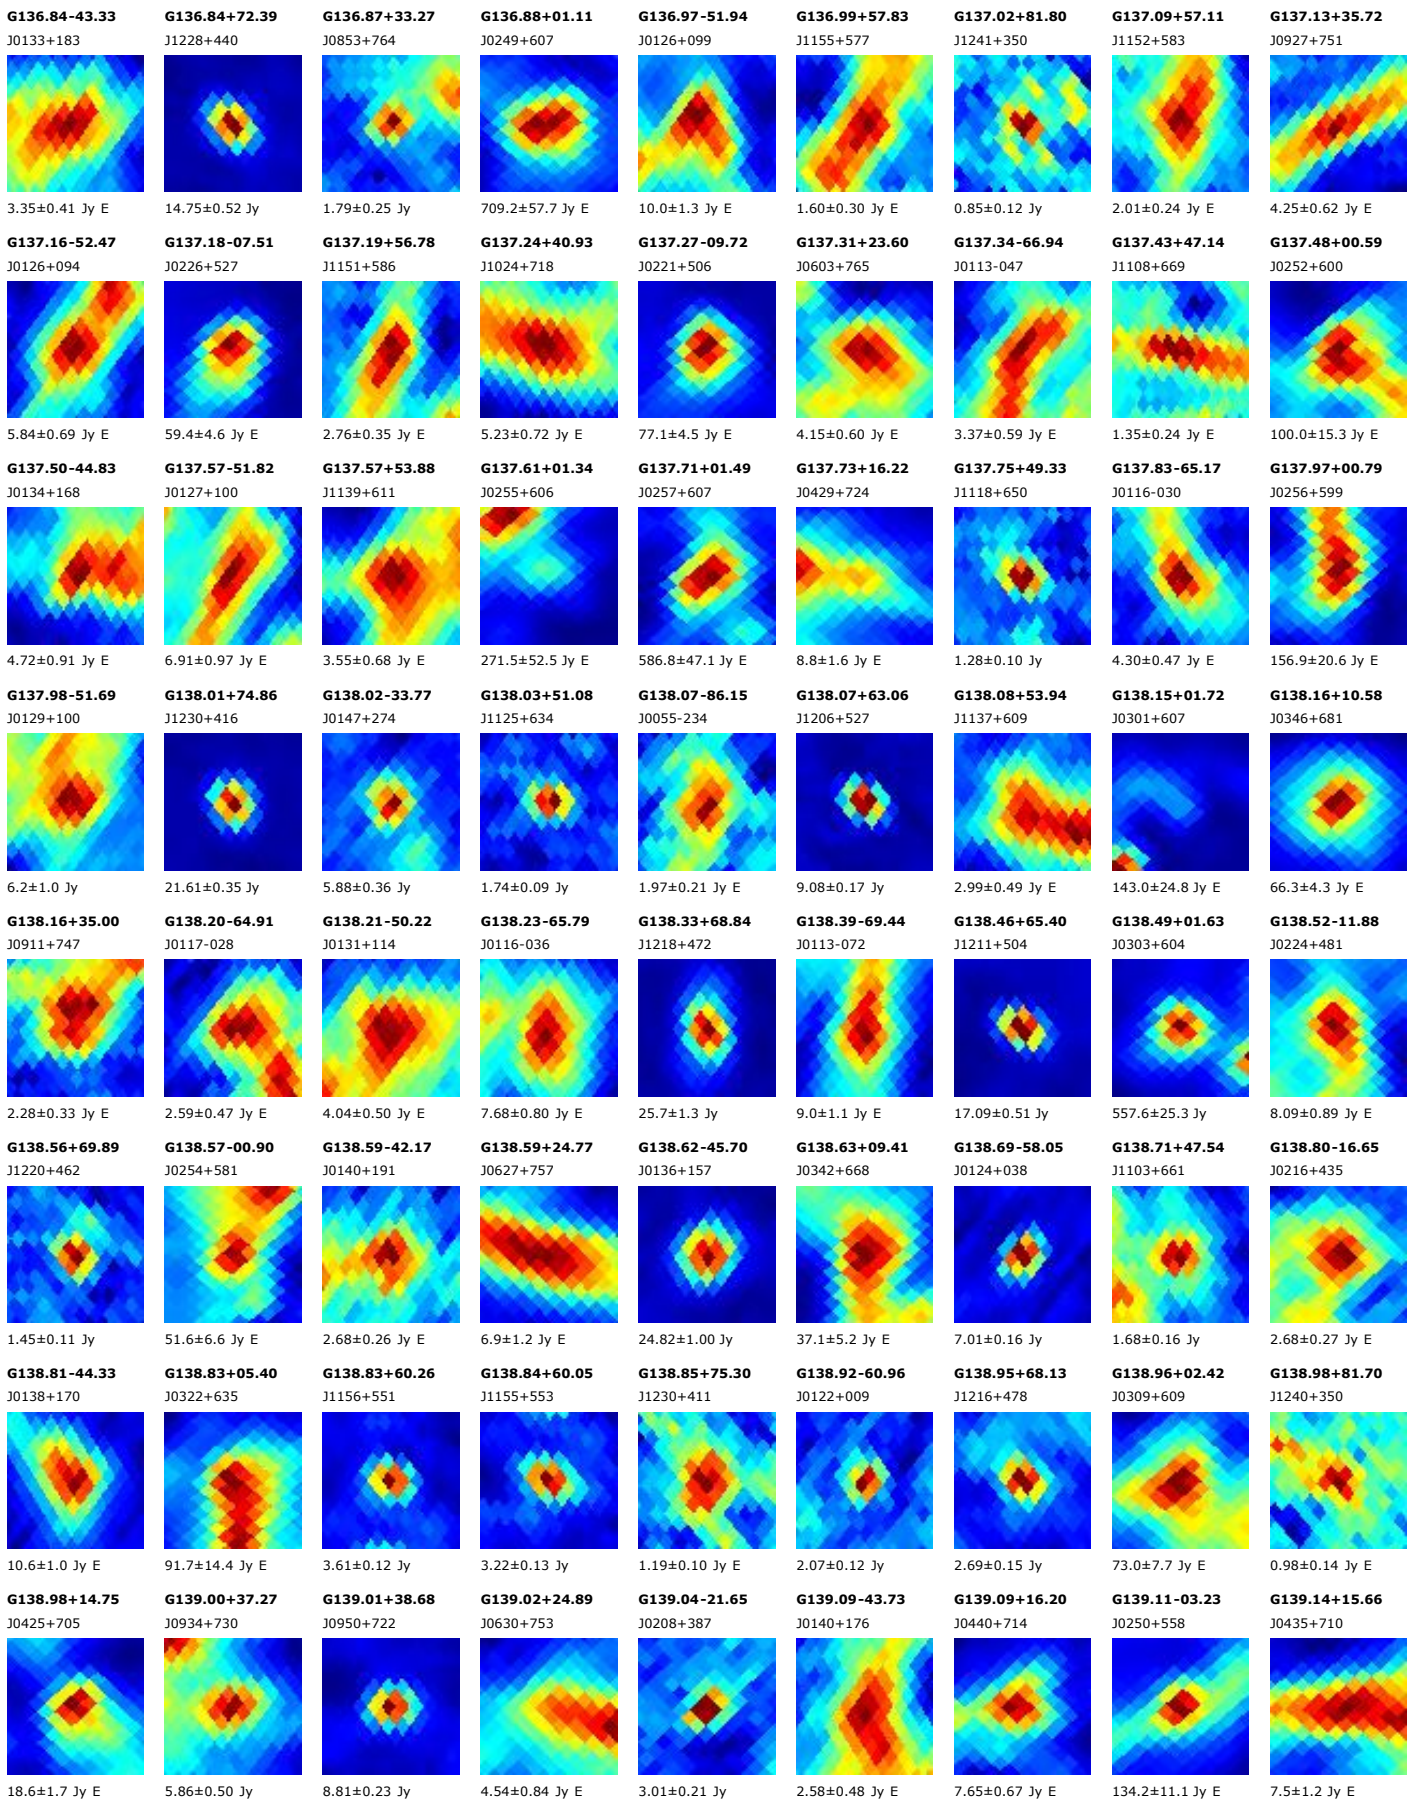 G136.84-43.33 G136.84+72.39 G136.87+33.27 G136.88+01.11 G136.97-51.94 G136.99+57.83 G137.02+81.80 G137.09+57.11 G137.13+35.72
J0133+183 J1228+440 J0853+764 J0249+607 J0126+099 J1155+577 J1241+350 J1152+583 J0927+751
3.35±0.41 Jy E 14.75±0.52 Jy 1.79±0.25 Jy 709.2±57.7 Jy E 10.0±1.3 Jy E 1.60±0.30 Jy E 0.85±0.12 Jy 2.01±0.24 Jy E 4.25±0.62 Jy E
G137.16-52.47 G137.18-07.51 G137.19+56.78 G137.24+40.93 G137.27-09.72 G137.31+23.60 G137.34-66.94 G137.43+47.14 G137.48+00.59
J0126+094 J0226+527 J1151+586 J1024+718 J0221+506 J0603+765 J0113-047 J1108+669 J0252+600
5.84±0.69 Jy E 59.4±4.6 Jy E 2.76±0.35 Jy E 5.23±0.72 Jy E 77.1±4.5 Jy E 4.15±0.60 Jy E 3.37±0.59 Jy E 1.35±0.24 Jy E 100.0±15.3 Jy E
G137.50-44.83 G137.57-51.82 G137.57+53.88 G137.61+01.34 G137.71+01.49 G137.73+16.22 G137.75+49.33 G137.83-65.17 G137.97+00.79
J0134+168 J0127+100 J1139+611 J0255+606 J0257+607 J0429+724 J1118+650 J0116-030 J0256+599
4.72±0.91 Jy E 6.91±0.97 Jy E 3.55±0.68 Jy E 271.5±52.5 Jy E 586.8±47.1 Jy E 8.8±1.6 Jy E 1.28±0.10 Jy 4.30±0.47 Jy E 156.9±20.6 Jy E
G137.98-51.69 G138.01+74.86 G138.02-33.77 G138.03+51.08 G138.07-86.15 G138.07+63.06 G138.08+53.94 G138.15+01.72 G138.16+10.58
J0129+100 J1230+416 J0147+274 J1125+634 J0055-234 J1206+527 J1137+609 J0301+607 J0346+681
6.2±1.0 Jy 21.61±0.35 Jy 5.88±0.36 Jy 1.74±0.09 Jy 1.97±0.21 Jy E 9.08±0.17 Jy 2.99±0.49 Jy E 143.0±24.8 Jy E 66.3±4.3 Jy E
G138.16+35.00 G138.20-64.91 G138.21-50.22 G138.23-65.79 G138.33+68.84 G138.39-69.44 G138.46+65.40 G138.49+01.63 G138.52-11.88
J0911+747 J0117-028 J0131+114 J0116-036 J1218+472 J0113-072 J1211+504 J0303+604 J0224+481
2.28±0.33 Jy E 2.59±0.47 Jy E 4.04±0.50 Jy E 7.68±0.80 Jy E 25.7±1.3 Jy 9.0±1.1 Jy E 17.09±0.51 Jy 557.6±25.3 Jy 8.09±0.89 Jy E
G138.56+69.89 G138.57-00.90 G138.59-42.17 G138.59+24.77 G138.62-45.70 G138.63+09.41 G138.69-58.05 G138.71+47.54 G138.80-16.65
J1220+462 J0254+581 J0140+191 J0627+757 J0136+157 J0342+668 J0124+038 J1103+661 J0216+435
1.45±0.11 Jy 51.6±6.6 Jy E 2.68±0.26 Jy E 6.9±1.2 Jy E 24.82±1.00 Jy 37.1±5.2 Jy E 7.01±0.16 Jy 1.68±0.16 Jy 2.68±0.27 Jy E
G138.81-44.33 G138.83+05.40 G138.83+60.26 G138.84+60.05 G138.85+75.30 G138.92-60.96 G138.95+68.13 G138.96+02.42 G138.98+81.70
J0138+170 J0322+635 J1156+551 J1155+553 J1230+411 J0122+009 J1216+478 J0309+609 J1240+350
10.6±1.0 Jy E 91.7±14.4 Jy E 3.61±0.12 Jy 3.22±0.13 Jy 1.19±0.10 Jy E 2.07±0.12 Jy 2.69±0.15 Jy 73.0±7.7 Jy E 0.98±0.14 Jy E
G138.98+14.75 G139.00+37.27 G139.01+38.68 G139.02+24.89 G139.04-21.65 G139.09-43.73 G139.09+16.20 G139.11-03.23 G139.14+15.66
J0425+705 J0934+730 J0950+722 J0630+753 J0208+387 J0140+176 J0440+714 J0250+558 J0435+710
18.6±1.7 Jy E 5.86±0.50 Jy 8.81±0.23 Jy 4.54±0.84 Jy E 3.01±0.21 Jy 2.58±0.48 Jy E 7.65±0.67 Jy E 134.2±11.1 Jy E 7.5±1.2 Jy E